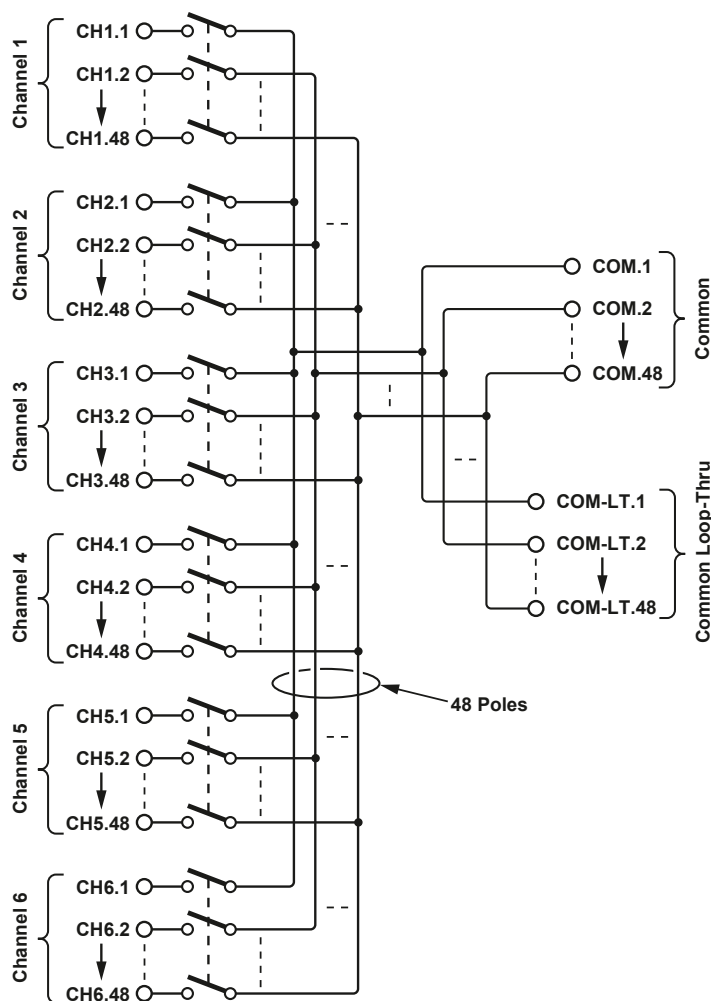 Channel 1
CH1.1
CH1.2
CH1.48
Channel 2
CH2.1
CH2.2
CH2.48
Channel 3
CH3.1
CH3.2
CH3.48
Channel 4
CH4.1
CH4.2
CH4.48
Channel 5
CH5.1
CH5.2
CH5.48
Channel 6
CH6.1
CH6.2
CH6.48
48 Poles
COM.1
COM.2
COM.48
Common
COM-LT.1
COM-LT.2
COM-LT.48
Common Loop-Thru